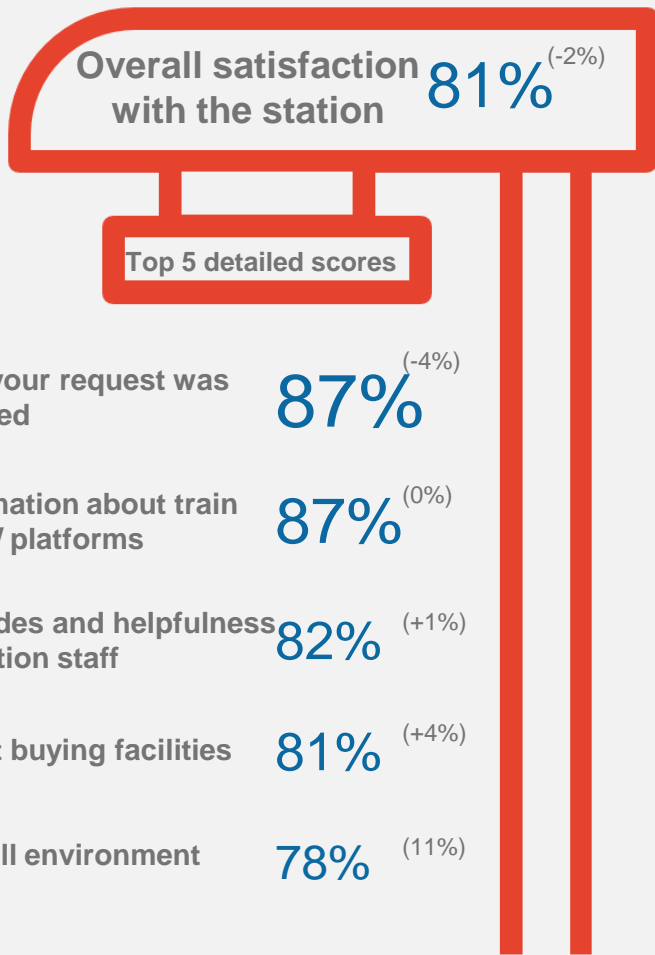 Overall satisfaction 81% (-2%)
with the station
Top 5 detailed scores
your request was 87% (-4%)
ed
mation about train 87% (0%)
/ platforms
des and helpfulness 82% (+1%)
tion staff
buying facilities 81% (+4%)
ll environment 78% (11%)